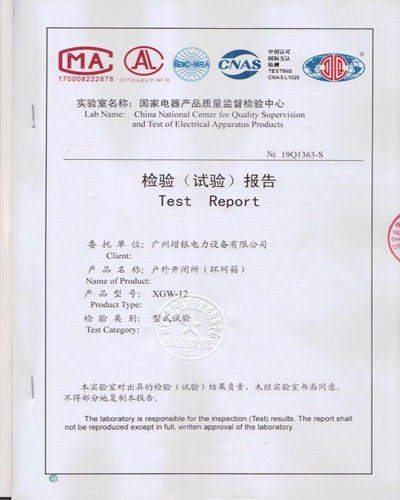 MA
AL
ilac-MRA
CNAS
中国认可
国际互认
检测
TESTING
CNAS L1020
170008222878
实验室名称：国家电器产品质量监督检验中心
Lab Name: China National Center for Quality Supervision
and Test of Electrical Apparatus Products
№ 19Q1363-S
检验（试验）报告
Test Report
委托单位：广州增银电力设备有限公司
Client:
产品名称：户外开闭所（环网箱）
Name of Product:
产品型号：XGW-12
Product Type:
检验类别：型式试验
Test Category:
本实验室对出具的检验（试验）结果负责，未经实验室书面同意，
不得部分地复制本报告。
The laboratory is responsible for the inspection (Test) results. The report shall
not be reproduced except in full, written approval of the laboratory.